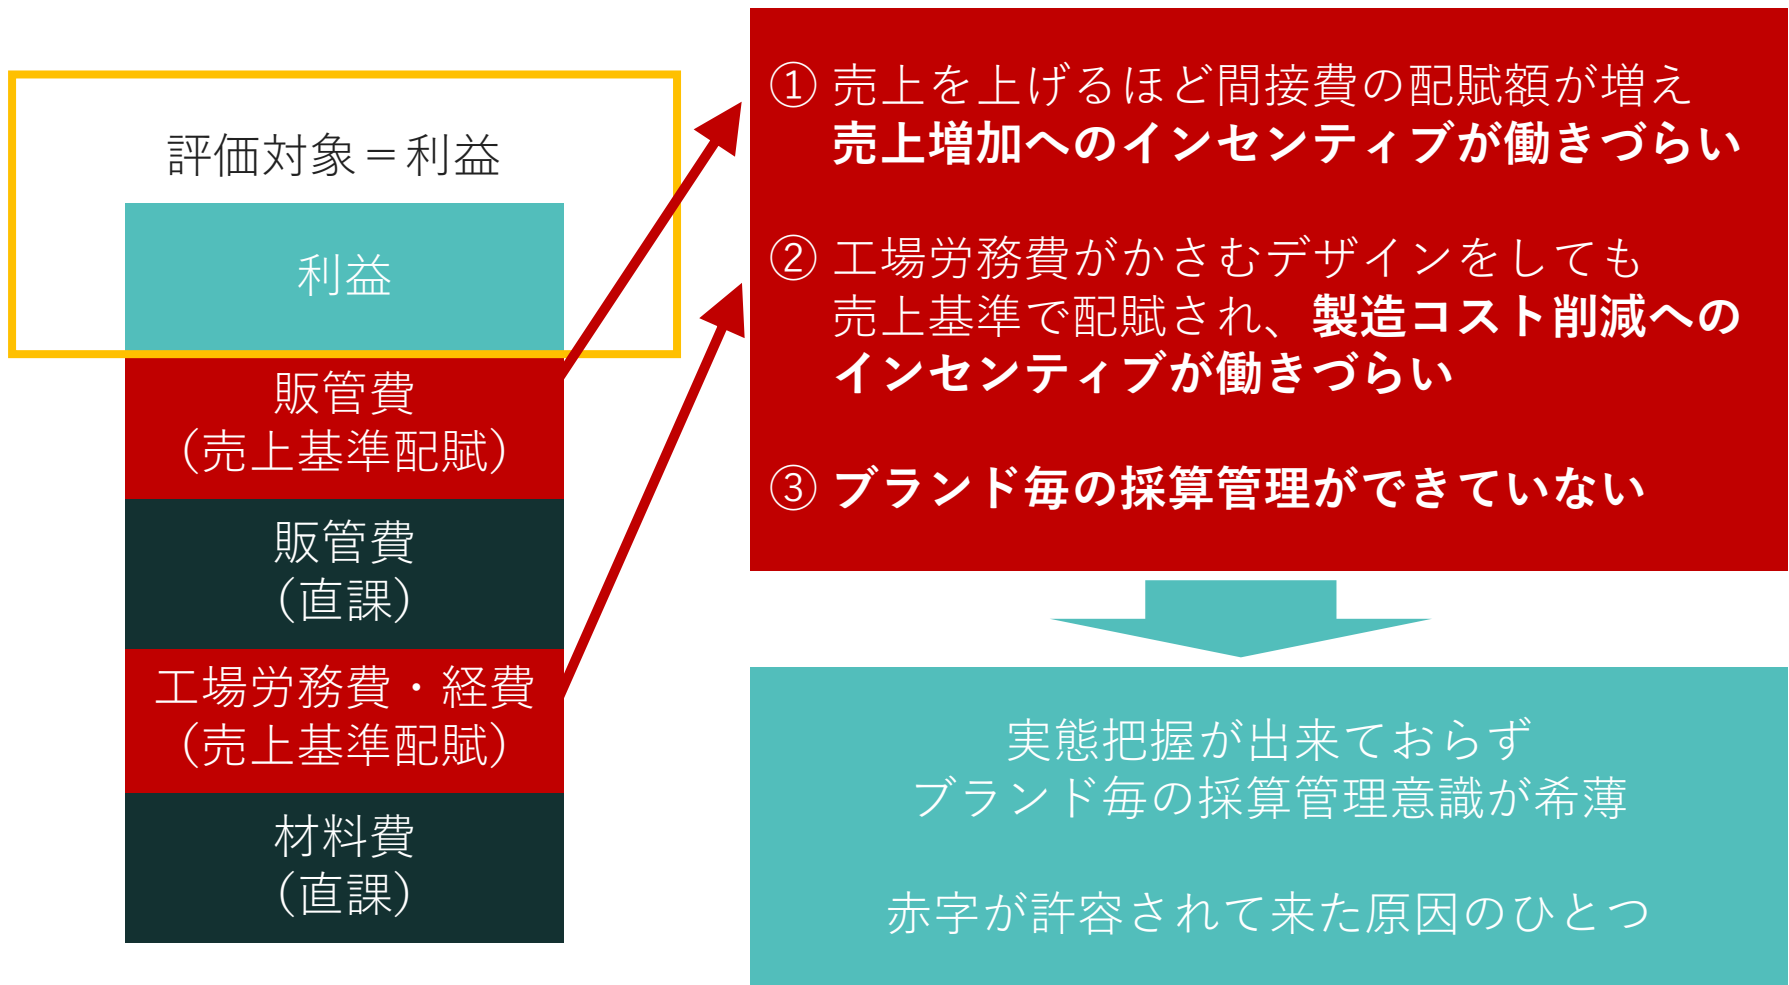 評価対象＝利益
利益
販管費
（売上基準配賦）
販管費
（直課）
工場労務費・経費
（売上基準配賦）
材料費
（直課）
① 売上を上げるほど間接費の配賦額が増え
売上増加へのインセンティブが働きづらい
② 工場労務費がかさむデザインをしても
売上基準で配賦され、製造コスト削減への
インセンティブが働きづらい
③ ブランド毎の採算管理ができていない
実態把握が出来ておらず
ブランド毎の採算管理意識が希薄
赤字が許容されて来た原因のひとつ